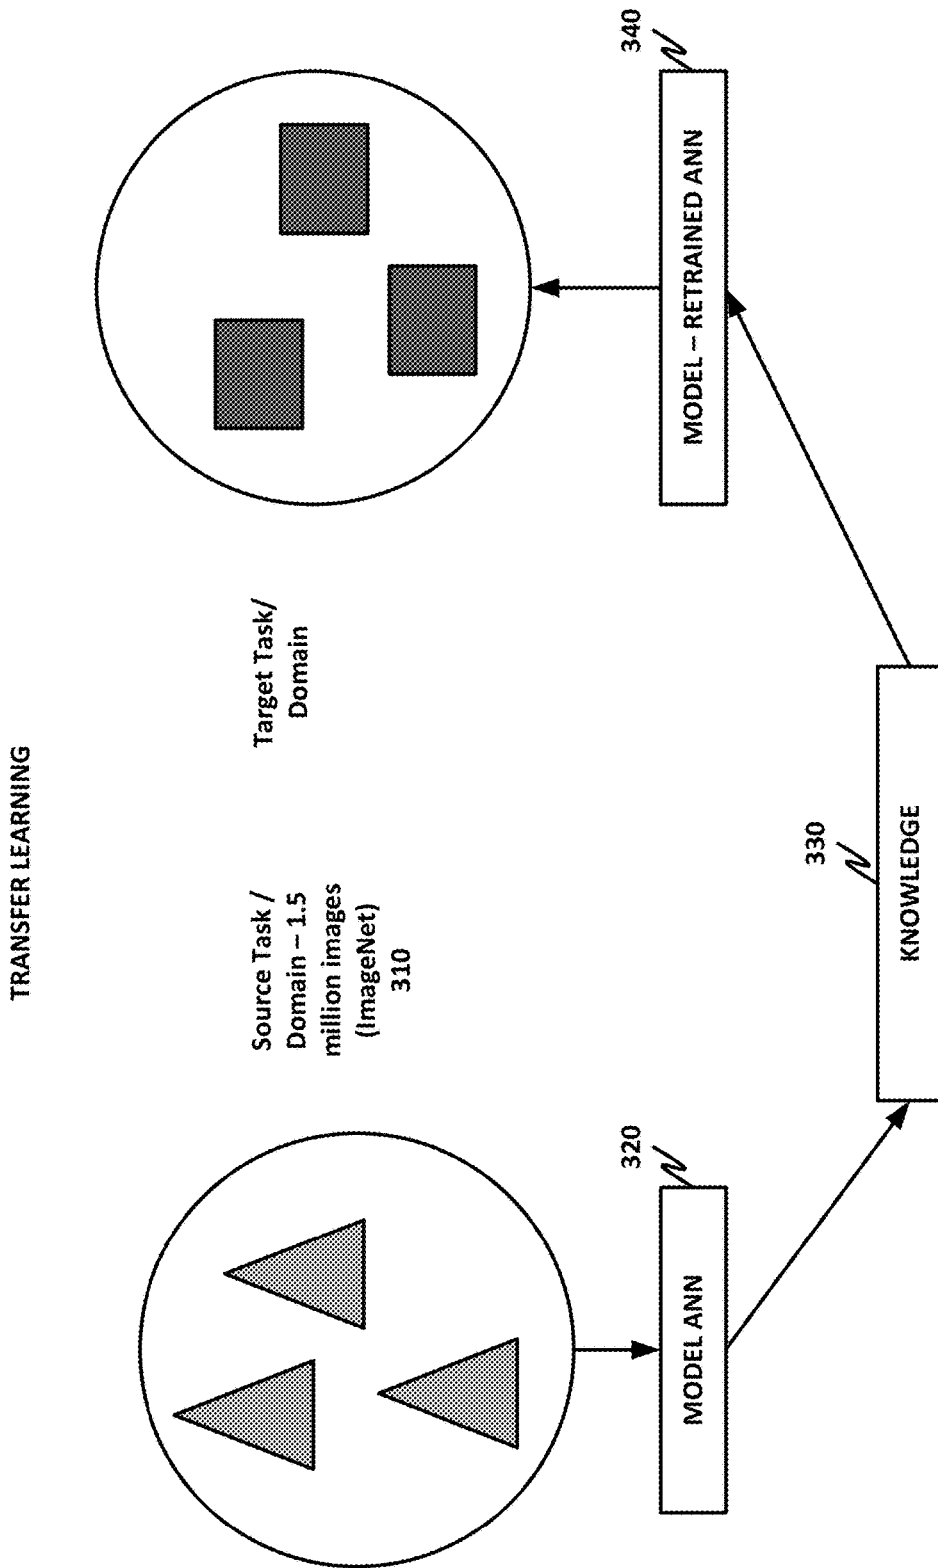 TRANSFER LEARNING
Source Task /
Domain – 1.5
million images
(ImageNet)
310
Target Task/
Domain
320
MODEL ANN
330
KNOWLEDGE
340
MODEL – RETRAINED ANN